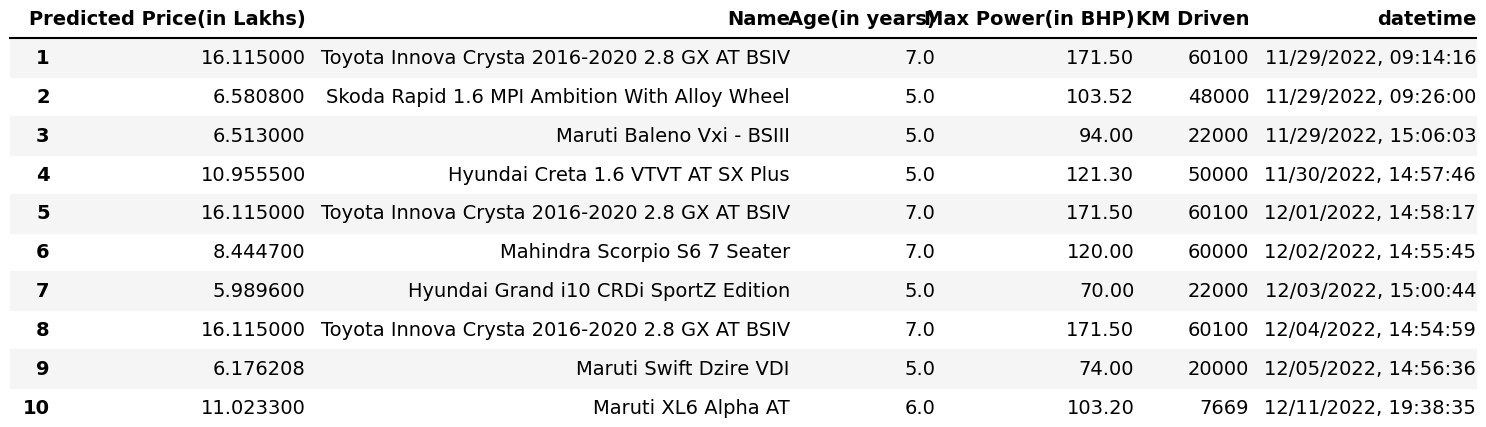 Predicted Price(in Lakhs) Name Age(in years) Max Power(in BHP) KM Driven datetime
1 16.115000 Toyota Innova Crysta 2016-2020 2.8 GX AT BSIV 7.0 171.50 60100 11/29/2022, 09:14:16
2 6.580800 Skoda Rapid 1.6 MPI Ambition With Alloy Wheel 5.0 103.52 48000 11/29/2022, 09:26:00
3 6.513000 Maruti Baleno Vxi - BSIII 5.0 94.00 22000 11/29/2022, 15:06:03
4 10.955500 Hyundai Creta 1.6 VTVT AT SX Plus 5.0 121.30 50000 11/30/2022, 14:57:46
5 16.115000 Toyota Innova Crysta 2016-2020 2.8 GX AT BSIV 7.0 171.50 60100 12/01/2022, 14:58:17
6 8.444700 Mahindra Scorpio S6 7 Seater 7.0 120.00 60000 12/02/2022, 14:55:45
7 5.989600 Hyundai Grand i10 CRDi SportZ Edition 5.0 70.00 22000 12/03/2022, 15:00:44
8 16.115000 Toyota Innova Crysta 2016-2020 2.8 GX AT BSIV 7.0 171.50 60100 12/04/2022, 14:54:59
9 6.176208 Maruti Swift Dzire VDI 5.0 74.00 20000 12/05/2022, 14:56:36
10 11.023300 Maruti XL6 Alpha AT 6.0 103.20 7669 12/11/2022, 19:38:35